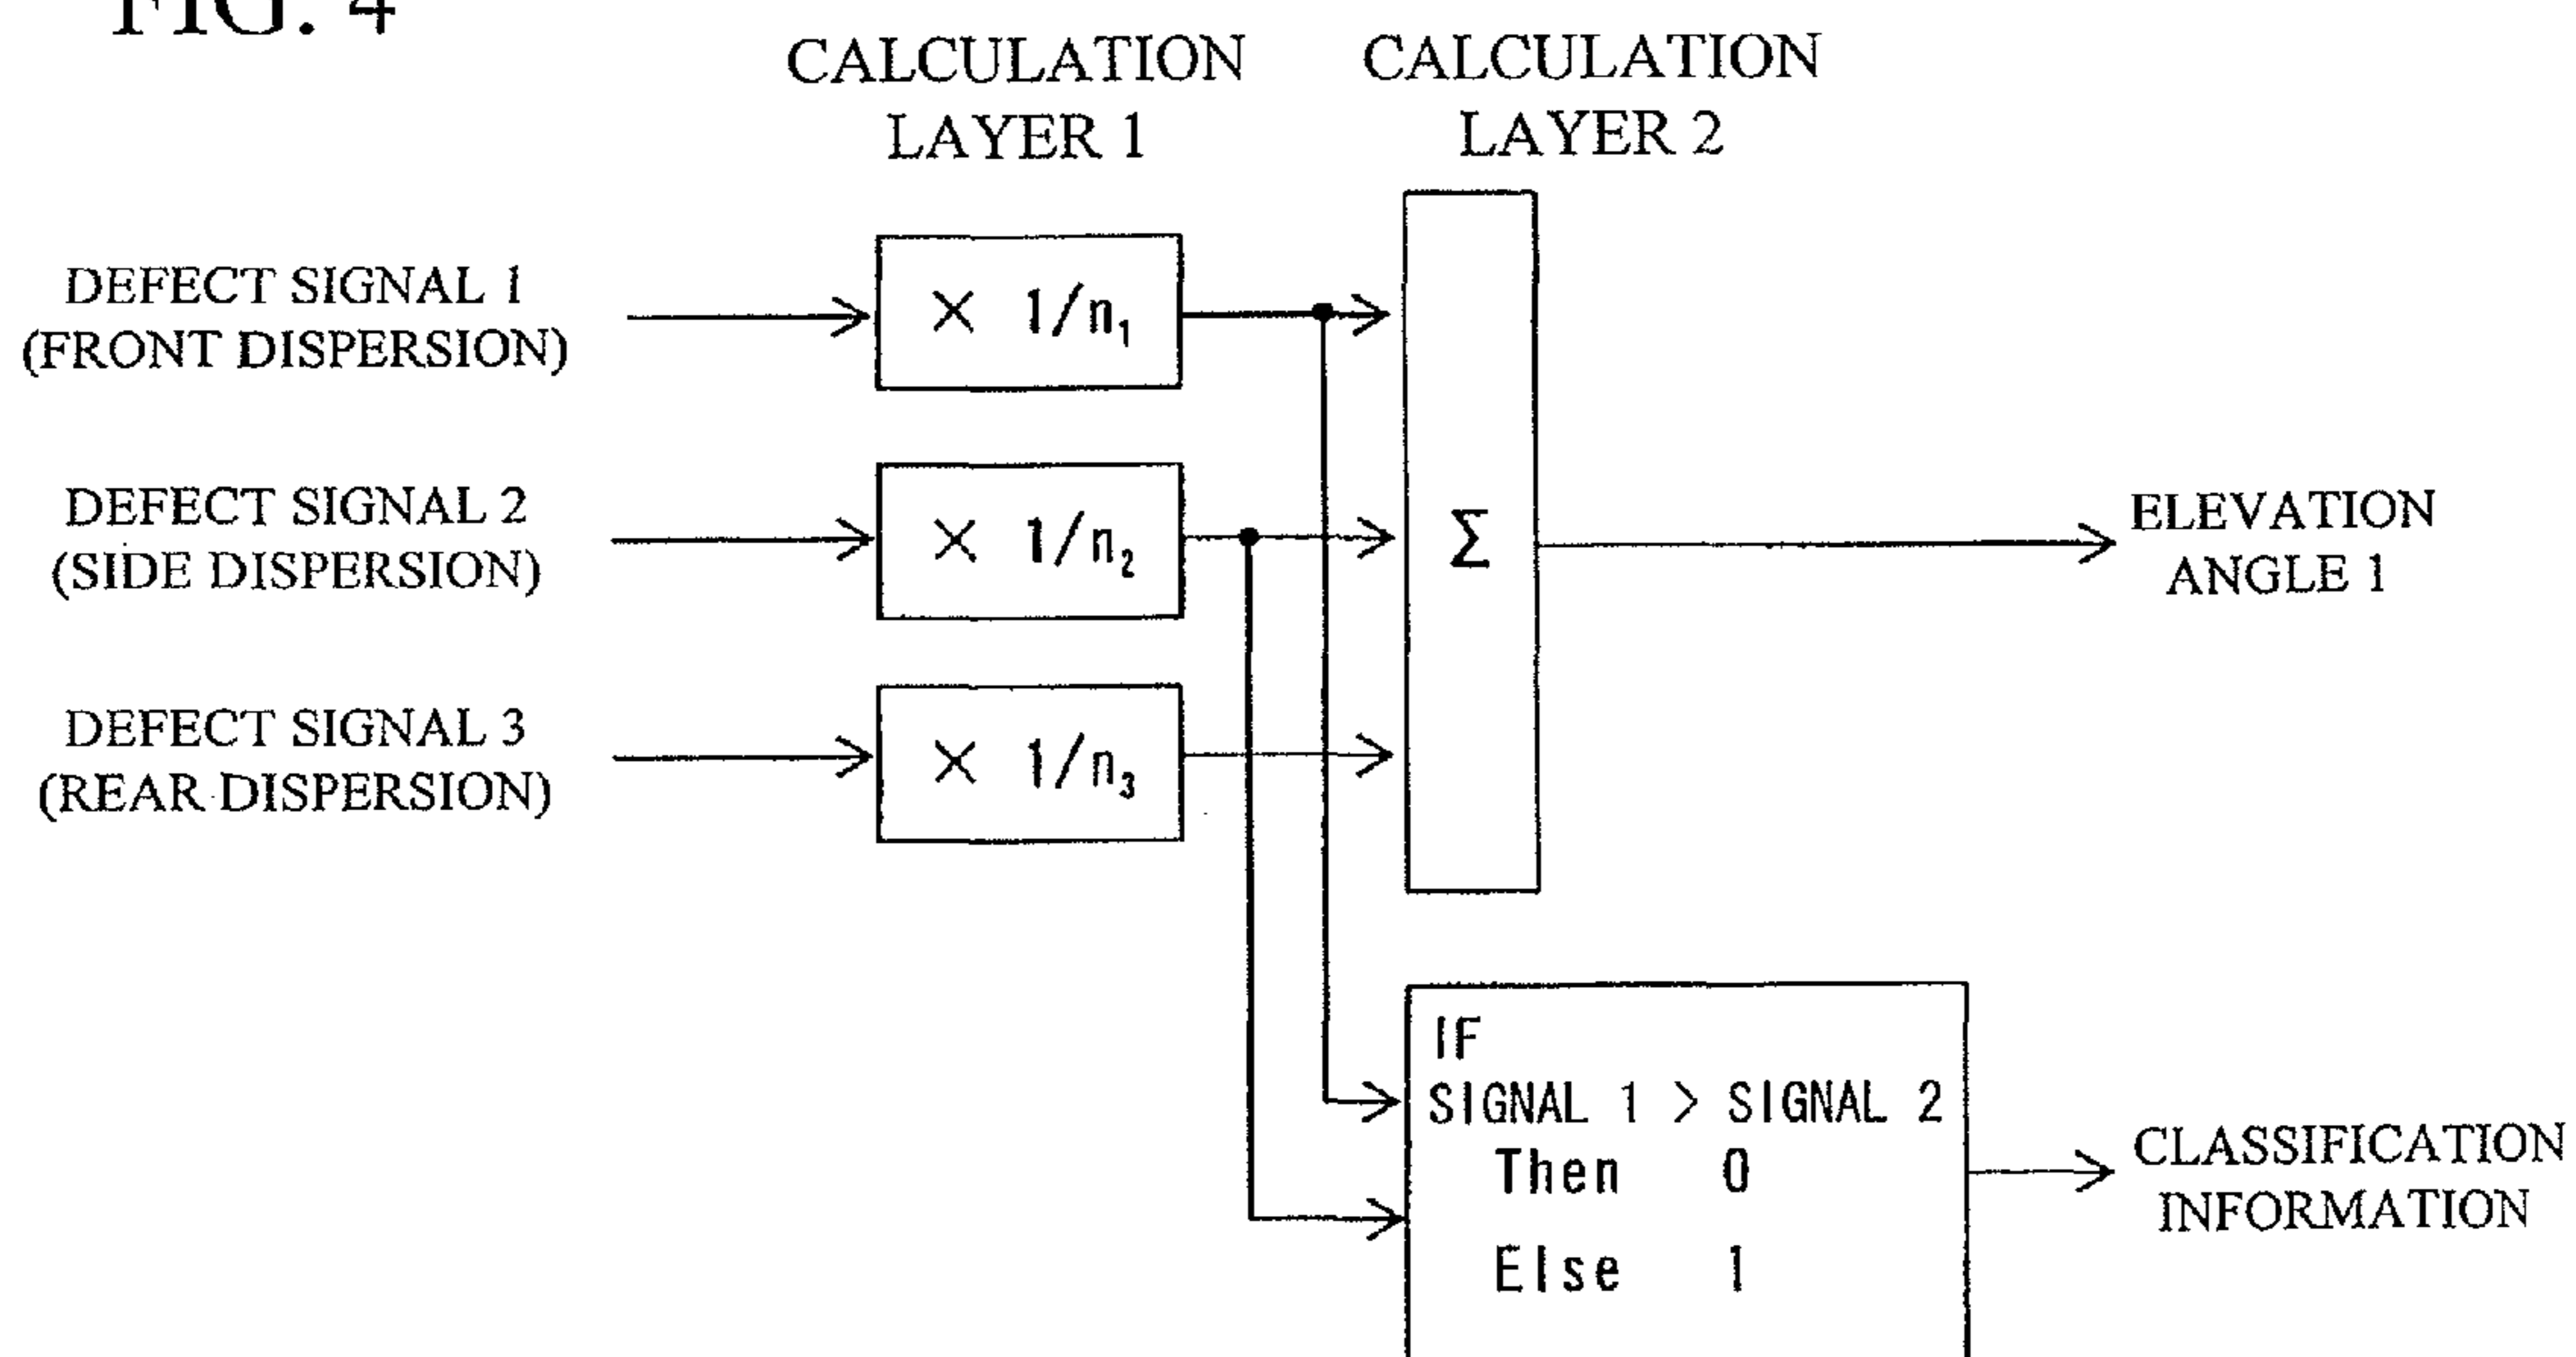 FIG. 4
CALCULATION
LAYER 1
CALCULATION
LAYER 2
DEFECT SIGNAL 1
(FRONT DISPERSION)
× 1/n₁
DEFECT SIGNAL 2
(SIDE DISPERSION)
× 1/n₂
DEFECT SIGNAL 3
(REAR DISPERSION)
× 1/n₃
Σ
ELEVATION
ANGLE 1
IF
SIGNAL 1 > SIGNAL 2
Then 0
Else 1
CLASSIFICATION
INFORMATION